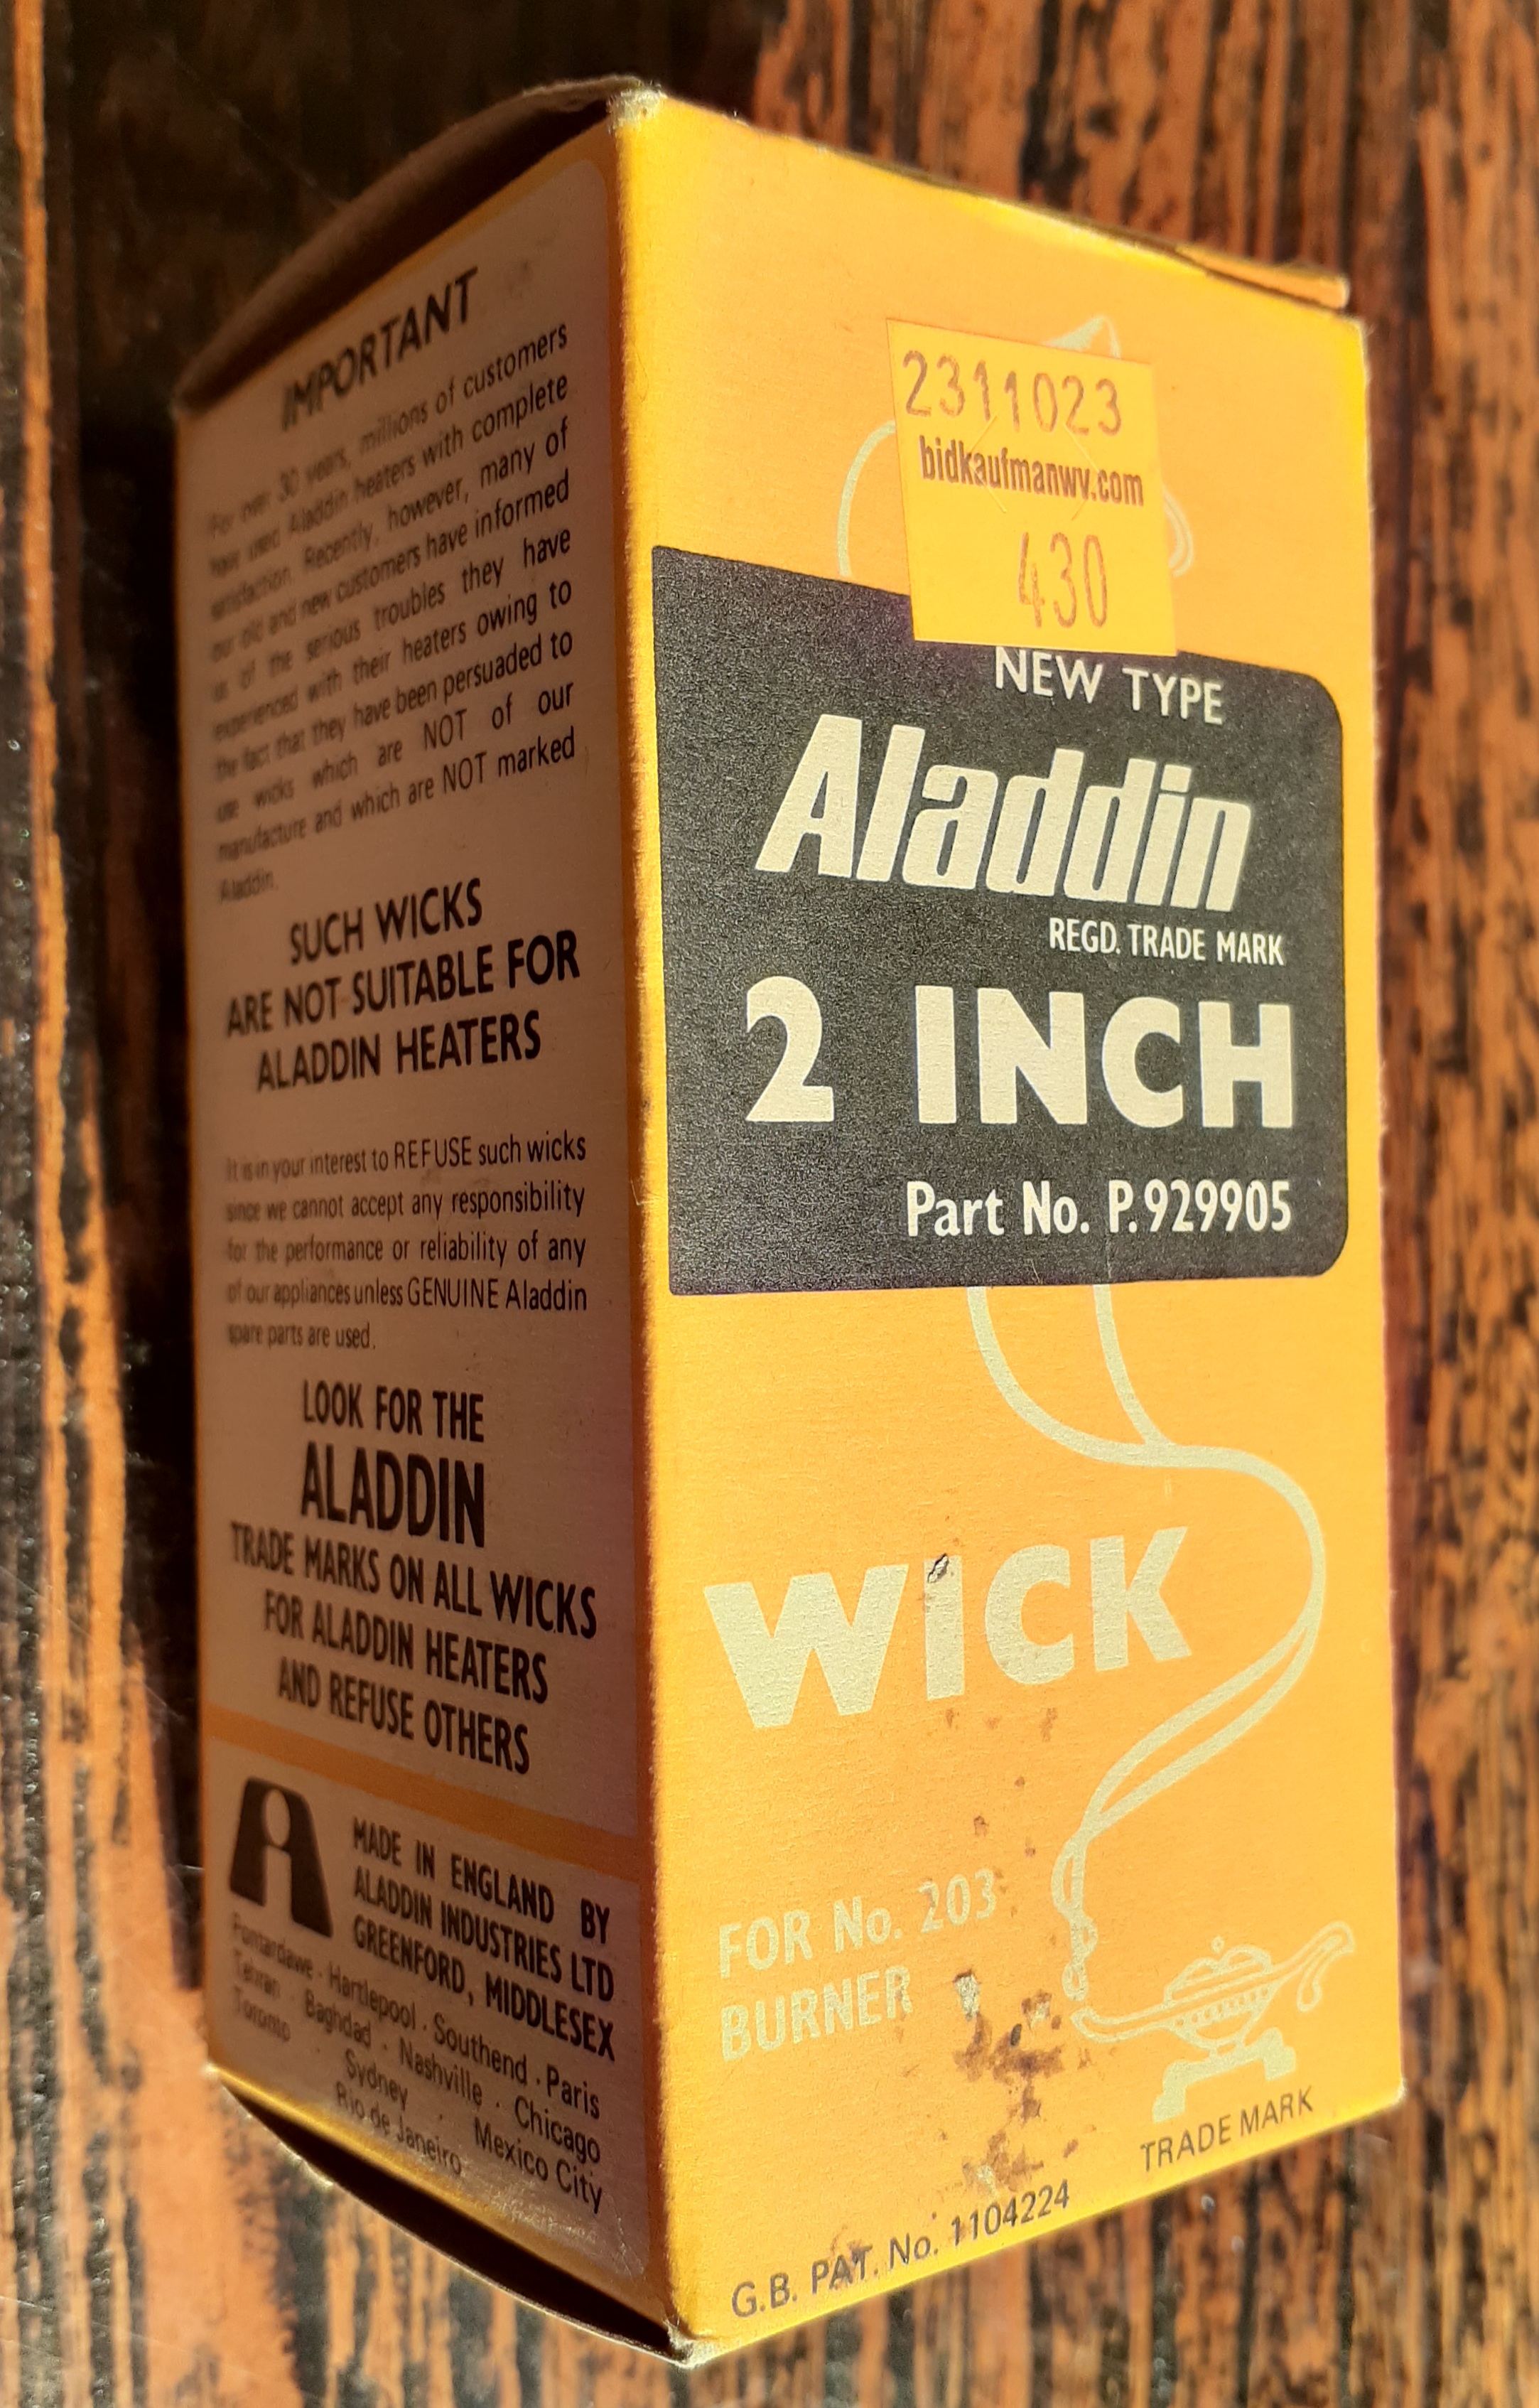 IMPORTANT
For over 30 years, millions of customers
have used Aladdin heaters with complete
satisfaction. Recently, however, many of
our old and new customers have informed
us of the serious troubles they have
experienced with their heaters owing to
the fact that they have been persuaded to
use wicks which are NOT of our
manufacture and which are NOT marked
Aladdin.
SUCH WICKS
ARE NOT SUITABLE FOR
ALADDIN HEATERS
It is in your interest to REFUSE such wicks
since we cannot accept any responsibility
for the performance or reliability of any
of our appliances unless GENUINE Aladdin
spare parts are used.
LOOK FOR THE
ALADDIN
TRADE MARKS ON ALL WICKS
FOR ALADDIN HEATERS
AND REFUSE OTHERS
MADE IN ENGLAND BY
ALADDIN INDUSTRIES LTD
GREENFORD, MIDDLESEX
Pontardawe · Hartlepool · Southend · Paris
Tehran · Baghdad · Nashville · Chicago
Toronto · Sydney · Mexico City
Rio de Janeiro
2311023
bidkaufmanwv.com
430
NEW TYPE
Aladdin
REGD. TRADE MARK
2 INCH
Part No. P.929905
WICK
FOR No. 203
BURNER
TRADE MARK
G.B. PAT. No. 1104224